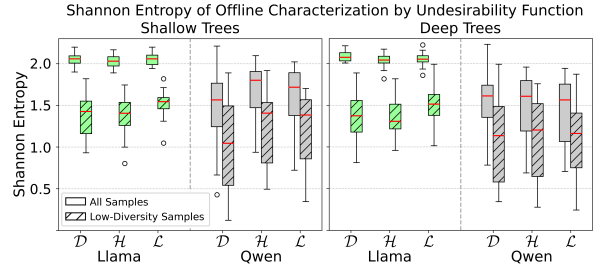 Shannon Entropy of Offline Characterization by Undesirability Function
Shallow Trees
Deep Trees
Shannon Entropy
2.0
1.5
1.0
0.5
All Samples
Low-Diversity Samples
𝒟 ℋ ℒ 𝒟 ℋ ℒ
Llama Qwen
𝒟 ℋ ℒ 𝒟 ℋ ℒ
Llama Qwen